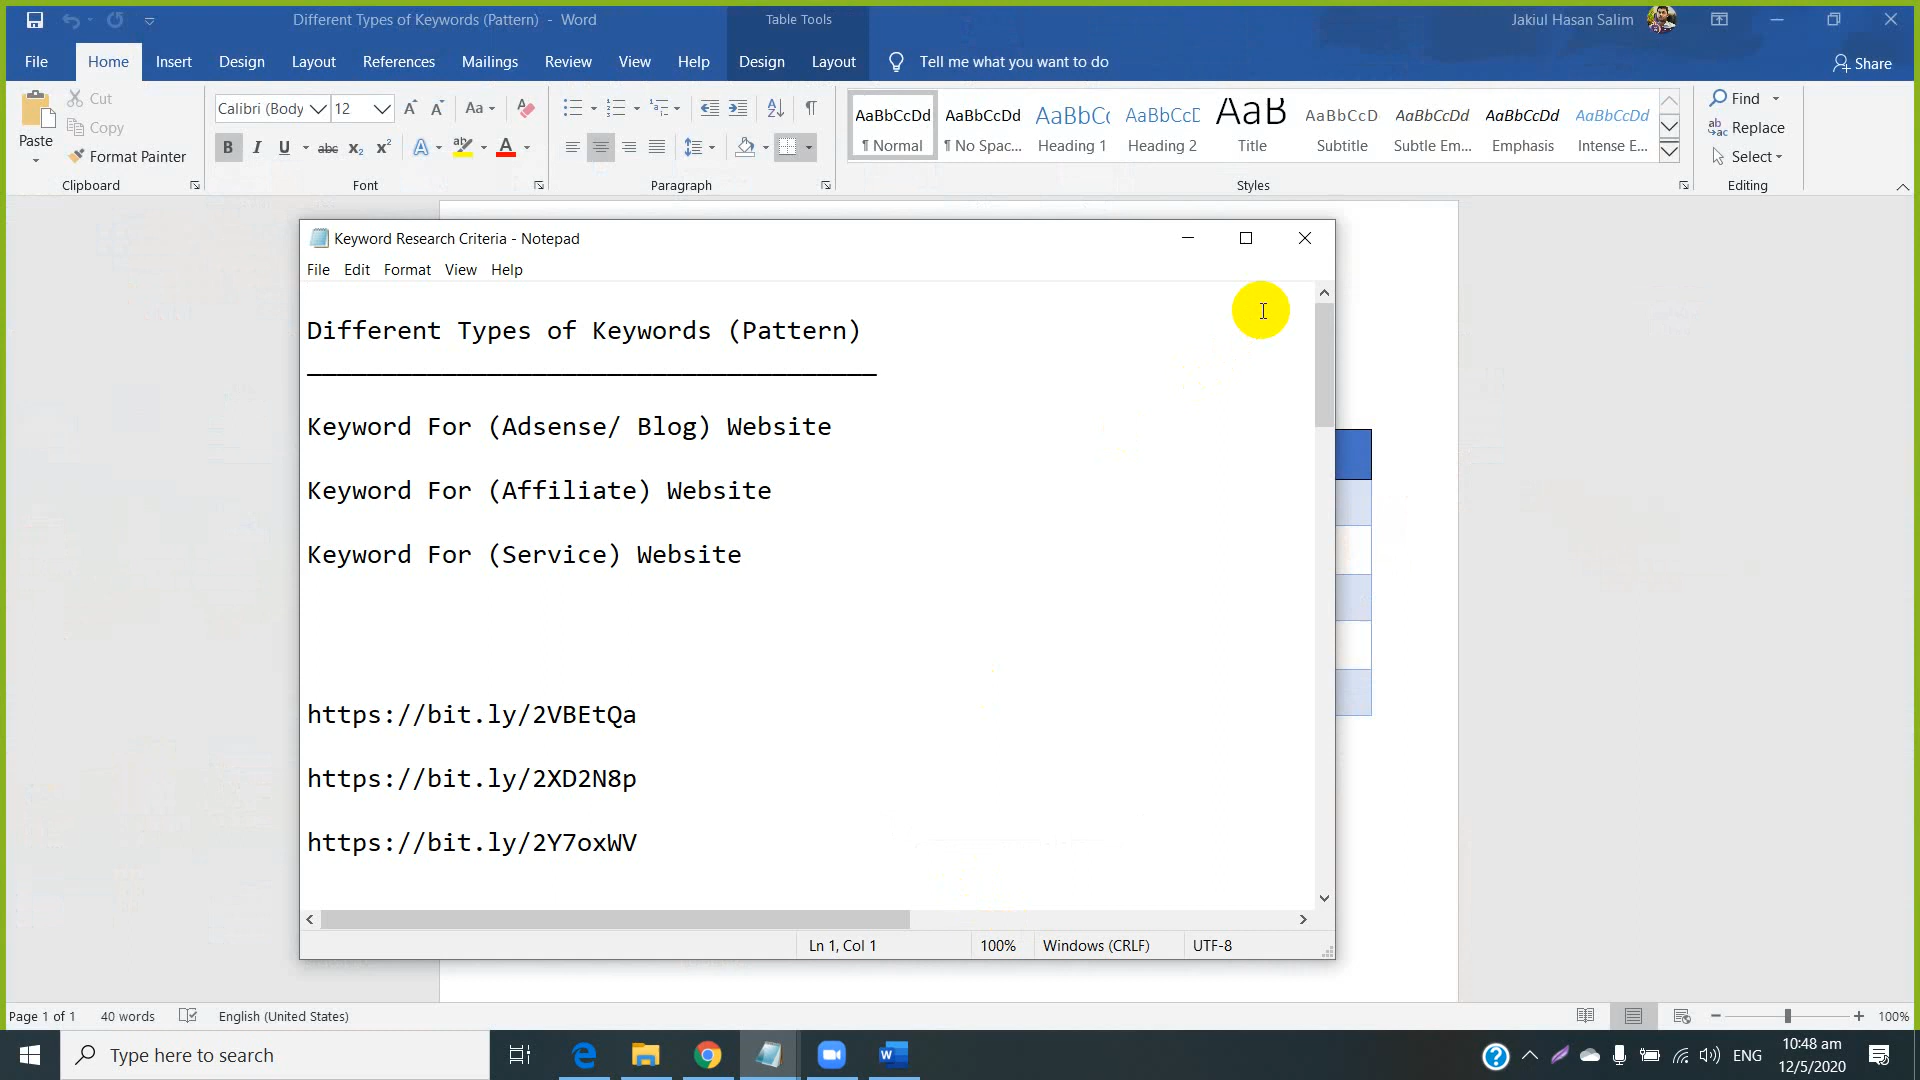 Different Types of Keywords (Pattern) - Word
Table Tools
Jakiul Hasan Salim
File Home Insert Design Layout References Mailings Review View Help Design Layout Tell me what you want to do Share
Cut
Copy
Paste
Format Painter
Clipboard
Calibri (Body 12
Font
Paragraph
AaBbCcDd AaBbCcDd AaBbC AaBbCcD AaB AaBbCcD AaBbCcDd AaBbCcDd AaBbCcDd
¶ Normal ¶ No Spac... Heading 1 Heading 2 Title Subtitle Subtle Em... Emphasis Intense E...
Styles
Find
Replace
Select
Editing
Keyword Research Criteria - Notepad
File Edit Format View Help
Different Types of Keywords (Pattern)
Keyword For (Adsense/ Blog) Website
Keyword For (Affiliate) Website
Keyword For (Service) Website
https://bit.ly/2VBEtQa
https://bit.ly/2XD2N8p
https://bit.ly/2Y7oxWV
Ln 1, Col 1 100% Windows (CRLF) UTF-8
Page 1 of 1 40 words English (United States) 100%
Type here to search
ENG
10:48 am
12/5/2020